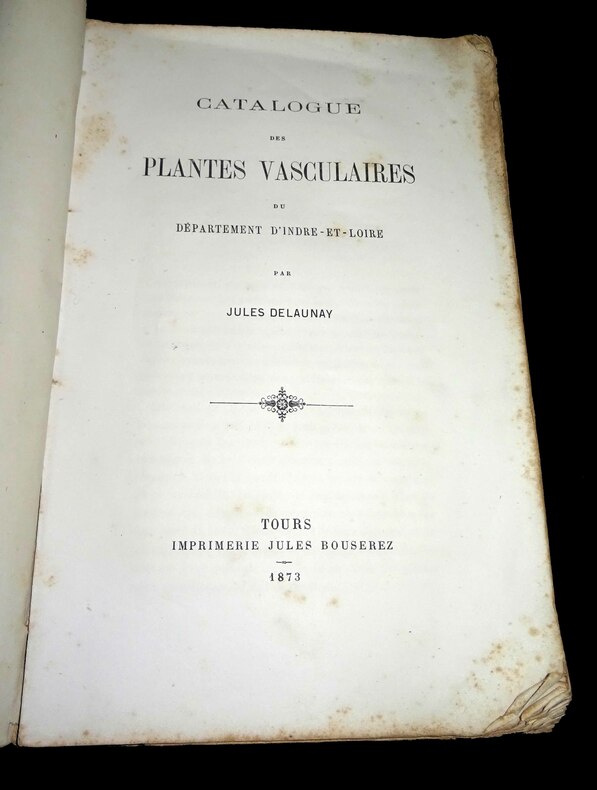 CATALOGUE
DES
PLANTES VASCULAIRES
DU
DÉPARTEMENT D'INDRE-ET-LOIRE
PAR
JULES DELAUNAY
TOURS
IMPRIMERIE JULES BOUSEREZ
1873